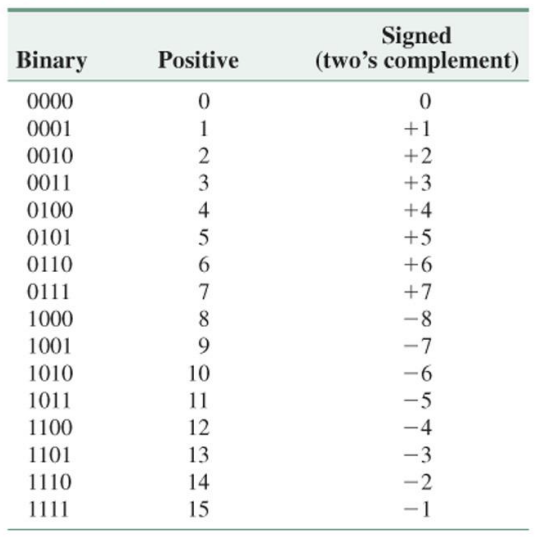 Signed
Binary Positive (two's complement)
0000 0 0
0001 1 +1
0010 2 +2
0011 3 +3
0100 4 +4
0101 5 +5
0110 6 +6
0111 7 +7
1000 8 −8
1001 9 −7
1010 10 −6
1011 11 −5
1100 12 −4
1101 13 −3
1110 14 −2
1111 15 −1